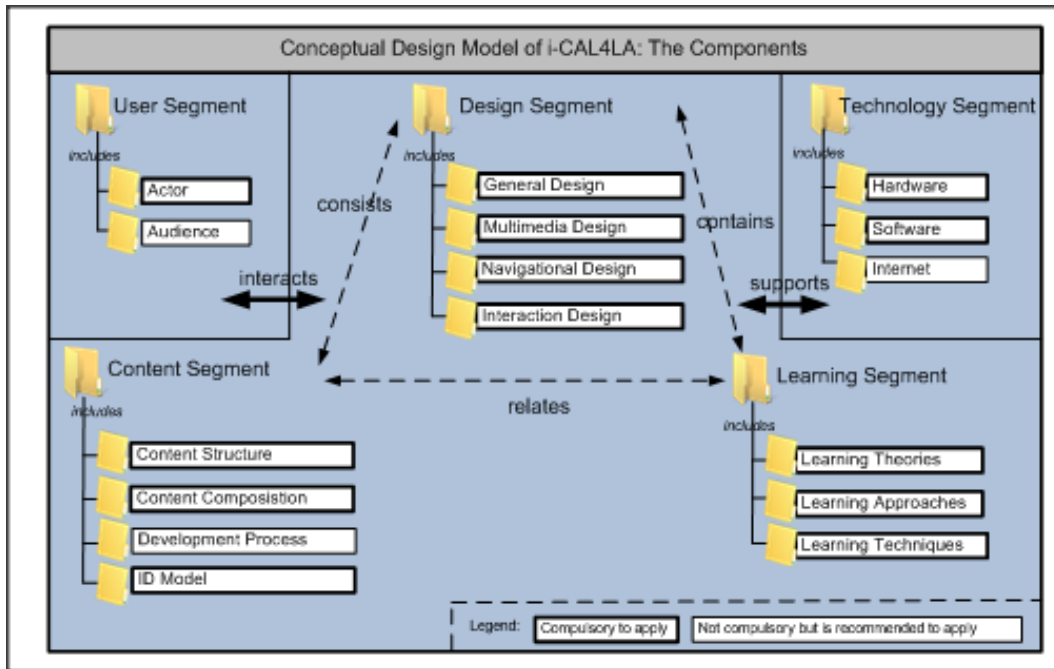 Conceptual Design Model of i-CAL4LA: The Components
User Segment
includes
Actor
Audience
interacts
Design Segment
includes
General Design
Multimedia Design
Navigational Design
Interaction Design
consists
contains
Technology Segment
includes
Hardware
Software
Internet
supports
Content Segment
includes
Content Structure
Content Composistion
Development Process
ID Model
relates
Learning Segment
includes
Learning Theories
Learning Approaches
Learning Techniques
Legend:
Compulsory to apply
Not compulsory but is recommended to apply